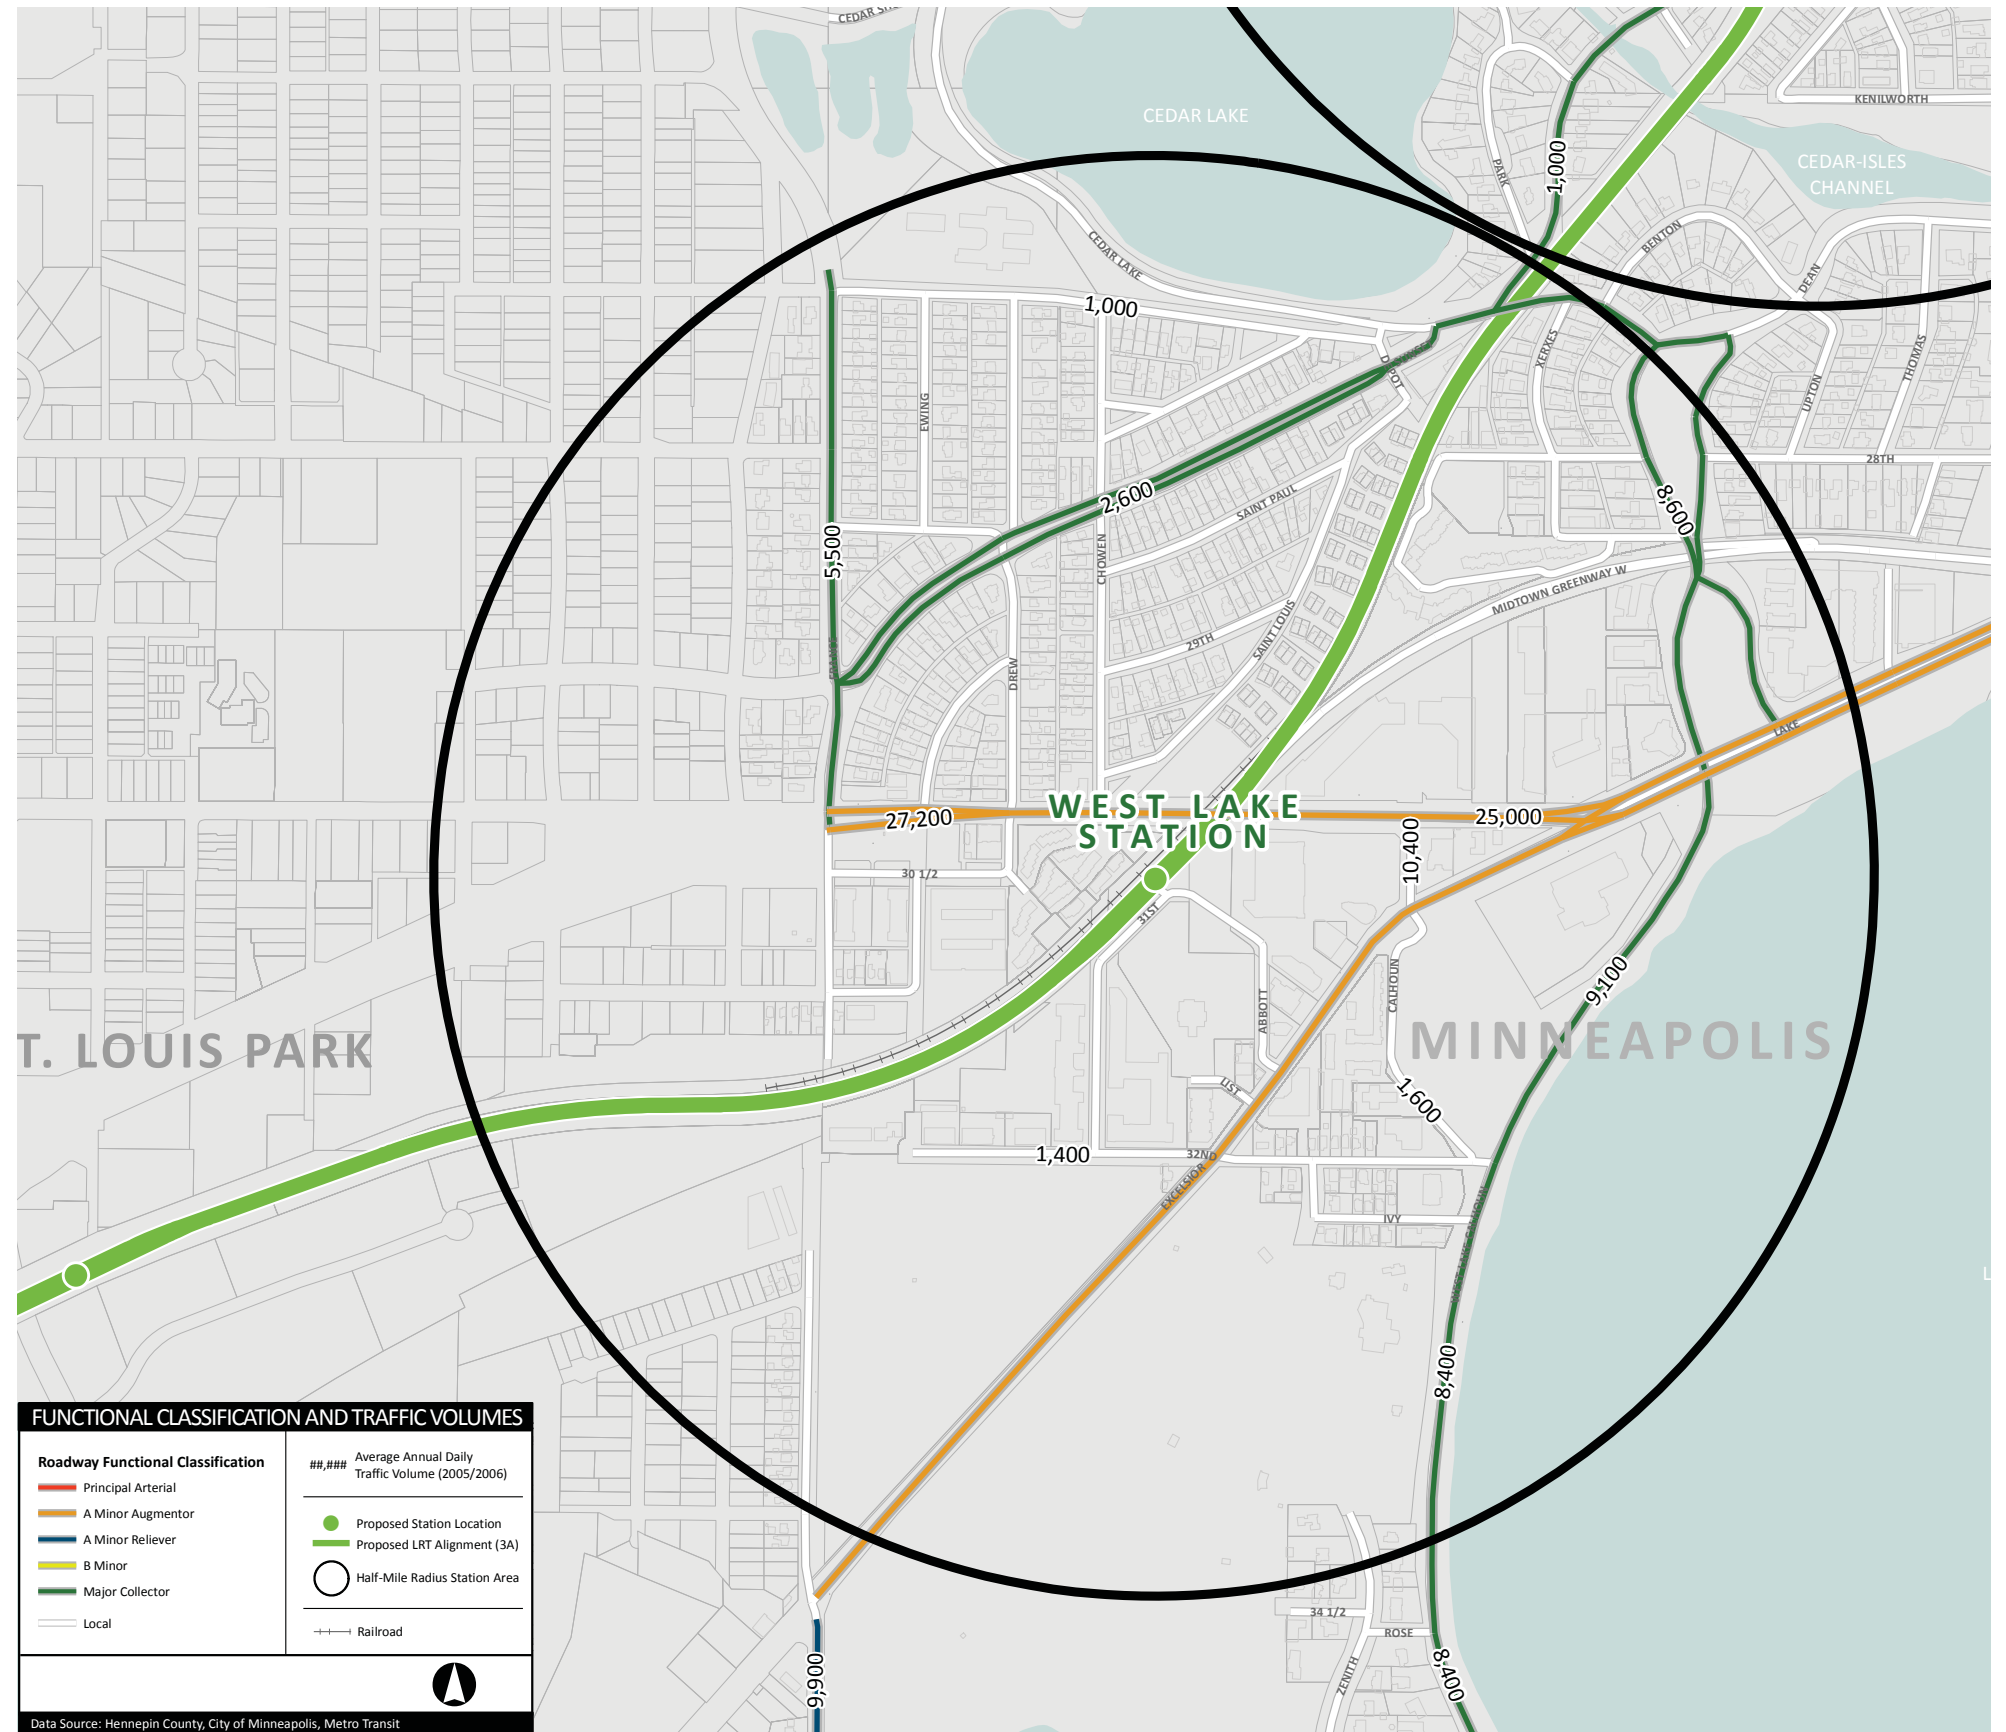 CEDAR LAKE
KENILWORTH
CEDAR-ISLES
CHANNEL
1,000
PARK
BENTON
CEDAR LAKE
DEAN
1,000
XERXES
THOMAS
DEPOT
UPTON
EWING
28TH
2,600
SAINT PAUL
8,600
5,500
CHOWEN
MIDTOWN GREENWAY W
29TH
SAINT LOUIS
FRANCE
DREW
LAKE
WEST LAKE
STATION
27,200
25,000
10,400
30 1/2
31ST
CALHOUN
9,100
ABBOTT
T. LOUIS PARK
MINNEAPOLIS
LIST
1,600
1,400
32ND
EXCELSIOR
IVY
WEST LAKE CALHOUN
L
8,400
34 1/2
ROSE
ZENITH
8,400
9,900
FUNCTIONAL CLASSIFICATION AND TRAFFIC VOLUMES
Roadway Functional Classification
Principal Arterial
A Minor Augmentor
A Minor Reliever
B Minor
Major Collector
Local
##,### Average Annual Daily
Traffic Volume (2005/2006)
Proposed Station Location
Proposed LRT Alignment (3A)
Half-Mile Radius Station Area
Railroad
Data Source: Hennepin County, City of Minneapolis, Metro Transit